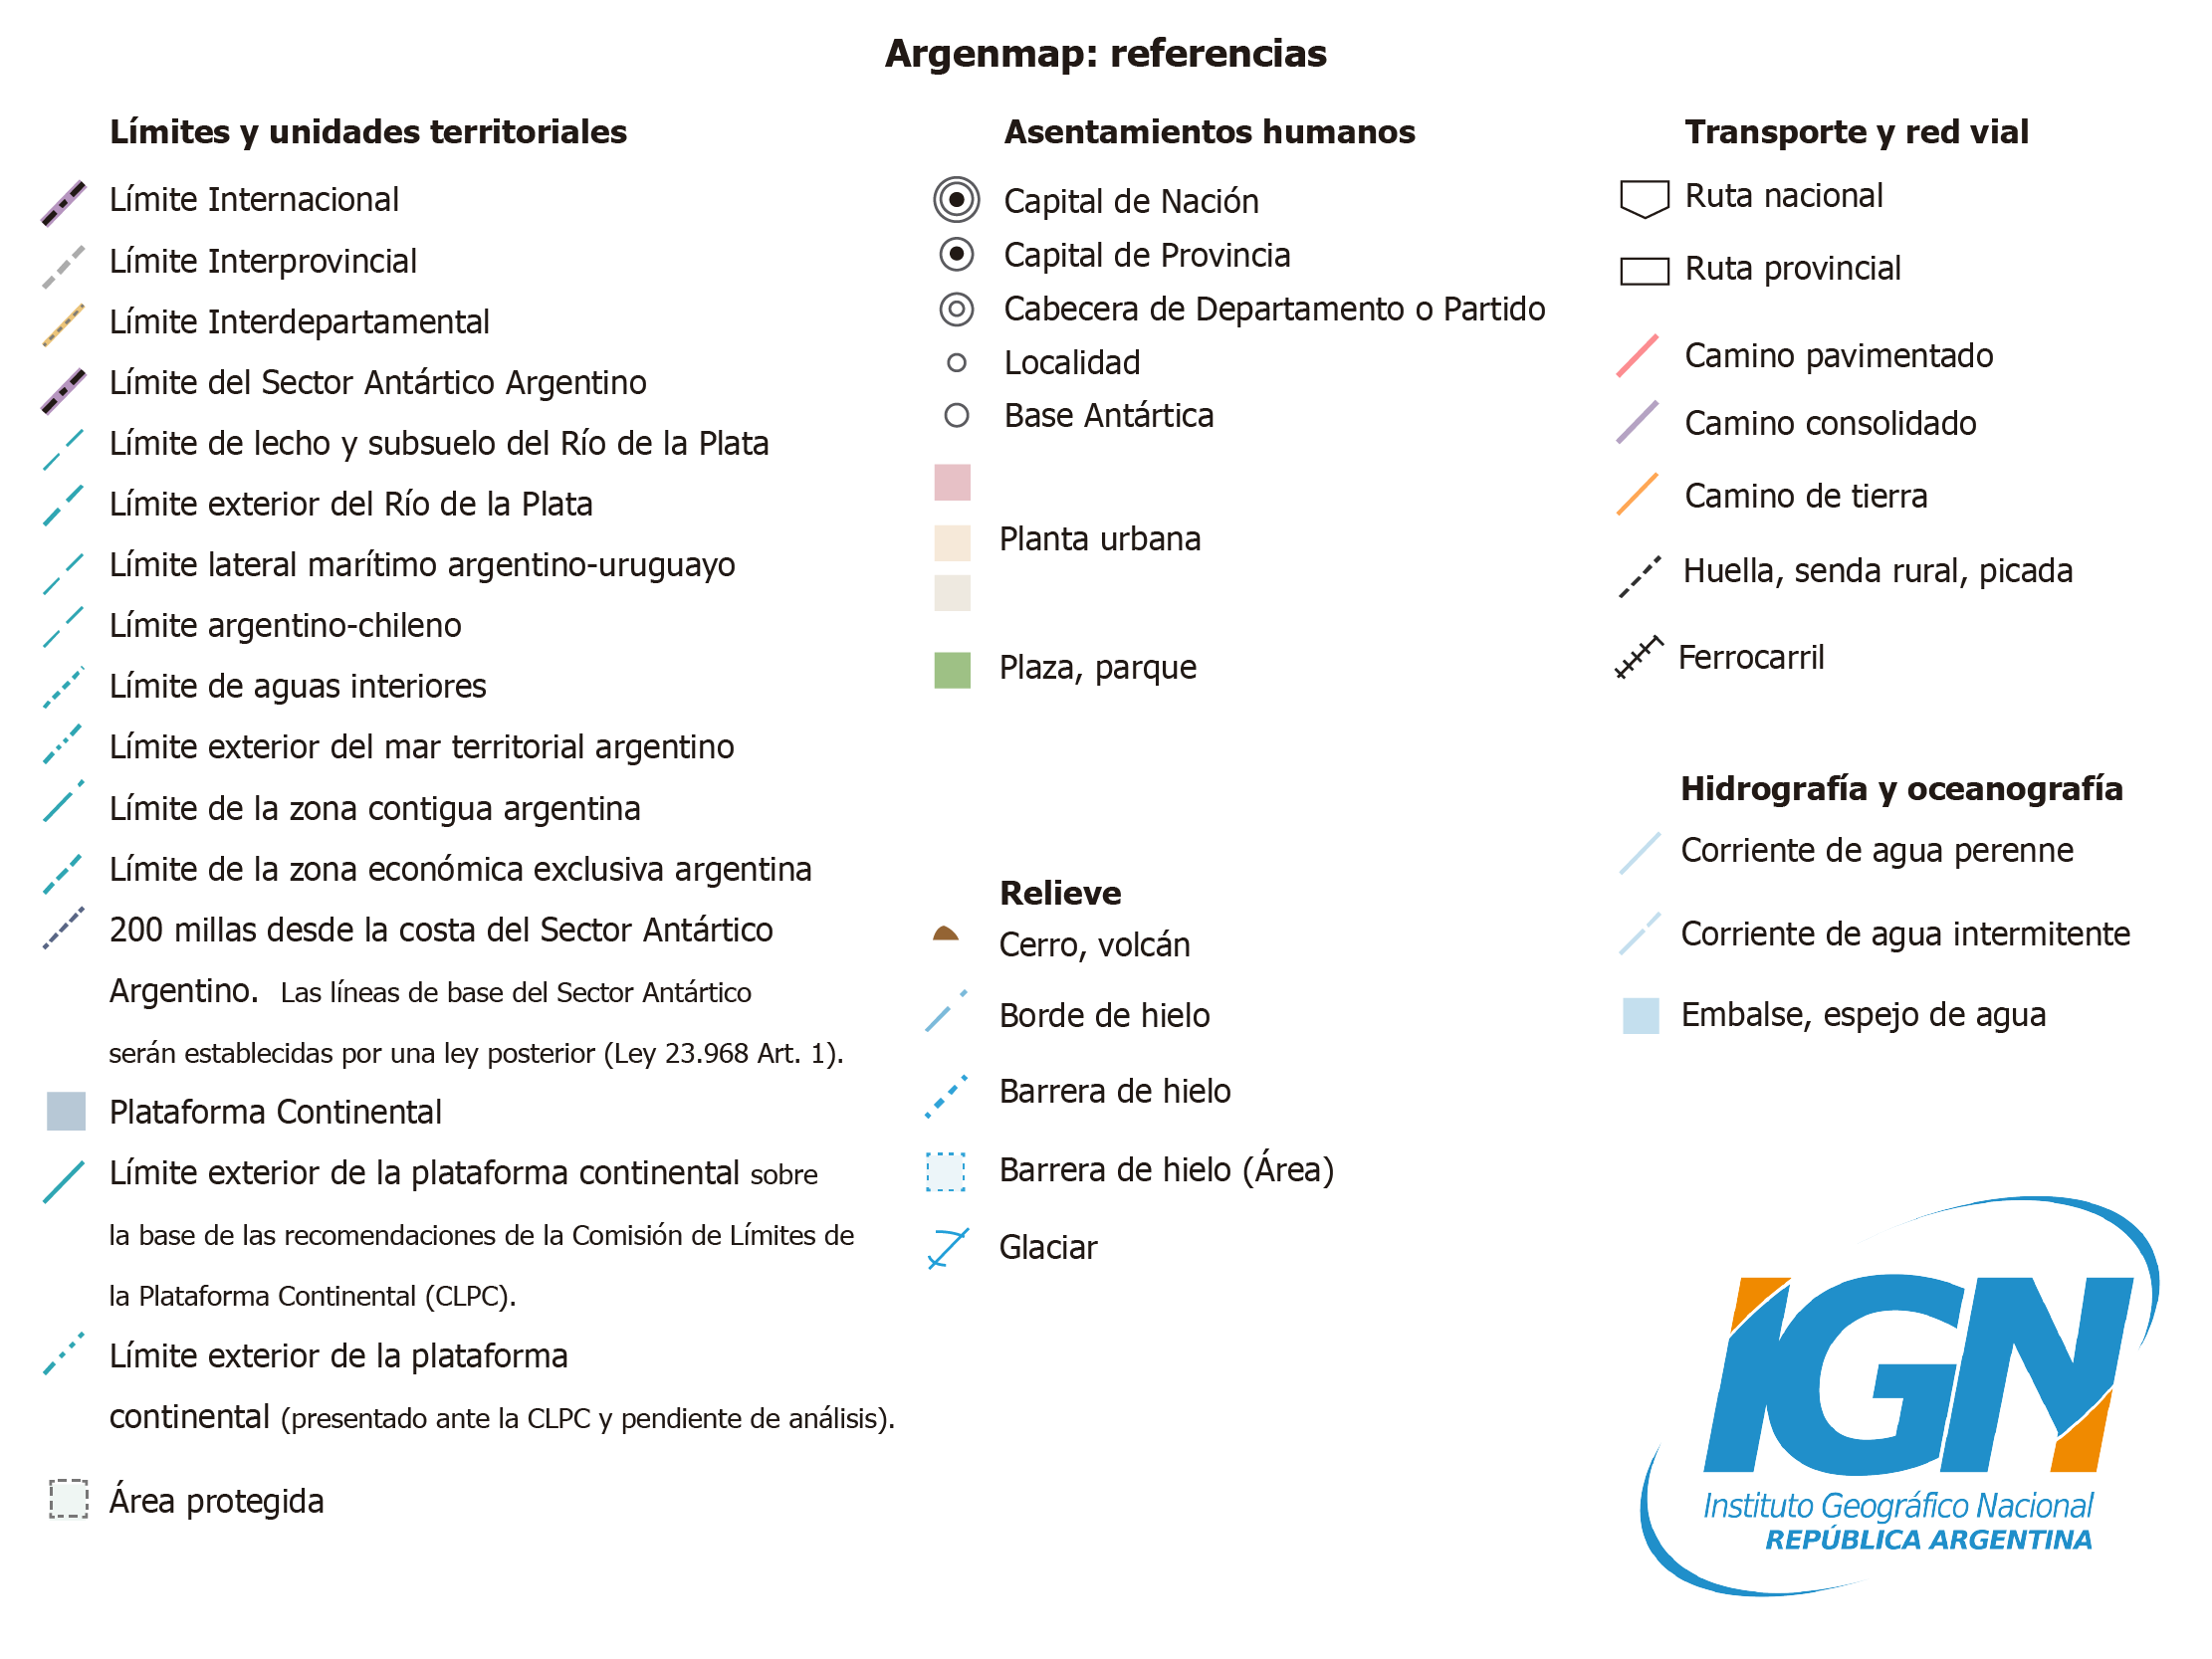 Argenmap: referencias
Límites y unidades territoriales
Límite Internacional
Límite Interprovincial
Límite Interdepartamental
Límite del Sector Antártico Argentino
Límite de lecho y subsuelo del Río de la Plata
Límite exterior del Río de la Plata
Límite lateral marítimo argentino-uruguayo
Límite argentino-chileno
Límite de aguas interiores
Límite exterior del mar territorial argentino
Límite de la zona contigua argentina
Límite de la zona económica exclusiva argentina
200 millas desde la costa del Sector Antártico
Argentino. Las líneas de base del Sector Antártico
serán establecidas por una ley posterior (Ley 23.968 Art. 1).
Plataforma Continental
Límite exterior de la plataforma continental sobre
la base de las recomendaciones de la Comisión de Límites de
la Plataforma Continental (CLPC).
Límite exterior de la plataforma
continental (presentado ante la CLPC y pendiente de análisis).
Área protegida
Asentamientos humanos
Capital de Nación
Capital de Provincia
Cabecera de Departamento o Partido
Localidad
Base Antártica
Planta urbana
Plaza, parque
Relieve
Cerro, volcán
Borde de hielo
Barrera de hielo
Barrera de hielo (Área)
Glaciar
Transporte y red vial
Ruta nacional
Ruta provincial
Camino pavimentado
Camino consolidado
Camino de tierra
Huella, senda rural, picada
Ferrocarril
Hidrografía y oceanografía
Corriente de agua perenne
Corriente de agua intermitente
Embalse, espejo de agua
IGN
Instituto Geográfico Nacional
REPÚBLICA ARGENTINA